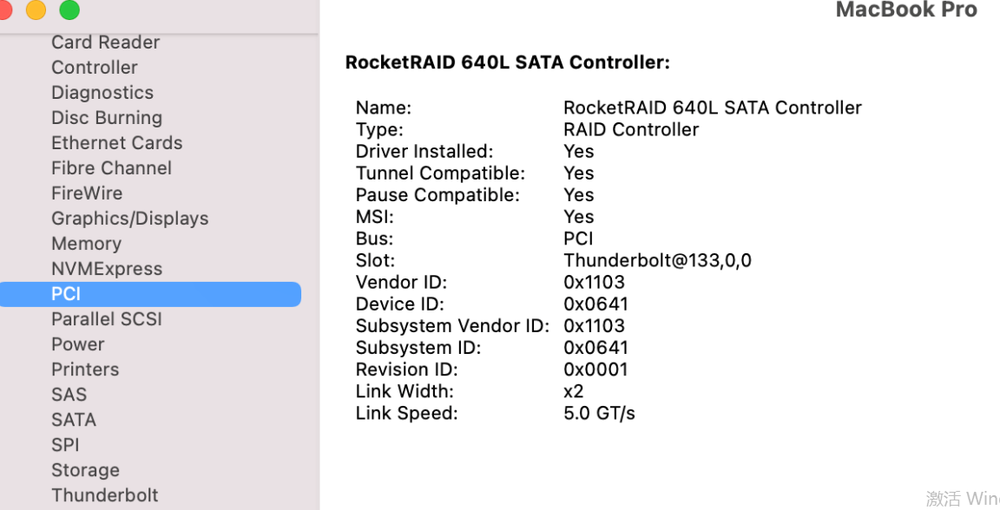 MacBook Pro
Card Reader
Controller
Diagnostics
Disc Burning
Ethernet Cards
Fibre Channel
FireWire
Graphics/Displays
Memory
NVMExpress
PCI
Parallel SCSI
Power
Printers
SAS
SATA
SPI
Storage
Thunderbolt
RocketRAID 640L SATA Controller:
Name: RocketRAID 640L SATA Controller
Type: RAID Controller
Driver Installed: Yes
Tunnel Compatible: Yes
Pause Compatible: Yes
MSI: Yes
Bus: PCI
Slot: Thunderbolt@133,0,0
Vendor ID: 0x1103
Device ID: 0x0641
Subsystem Vendor ID: 0x1103
Subsystem ID: 0x0641
Revision ID: 0x0001
Link Width: x2
Link Speed: 5.0 GT/s
激活